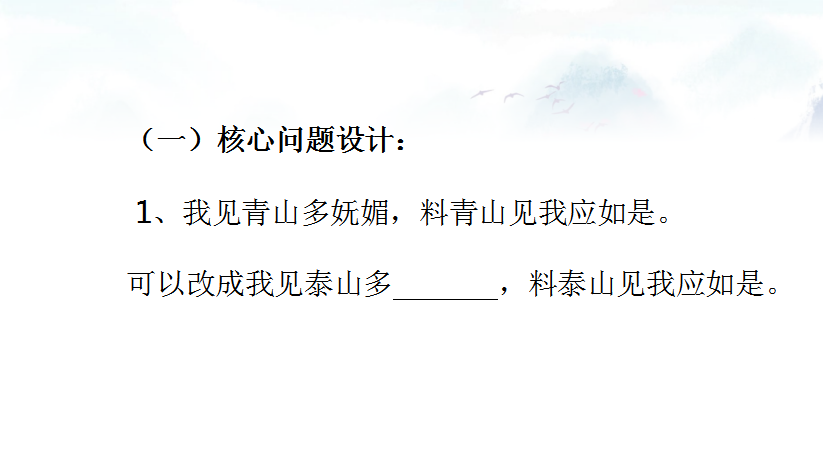 （一）核心问题设计：
1、我见青山多妩媚，料青山见我应如是。
可以改成我见泰山多_______，料泰山见我应如是。